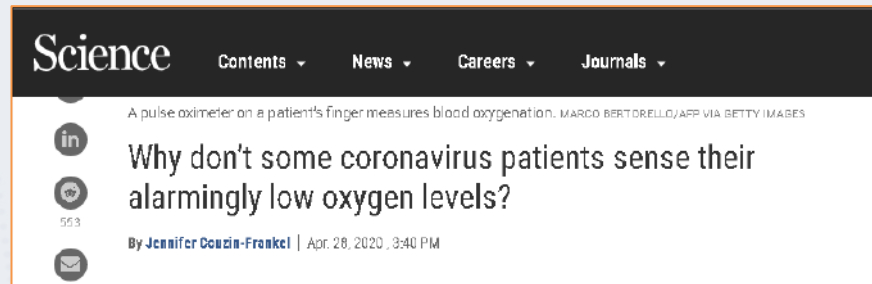 Science
Contents
News
Careers
Journals
A pulse oximeter on a patient's finger measures blood oxygenation. MARCO BERTORELLO/AFP VIA GETTY IMAGES
in
Why don't some coronavirus patients sense their
alarmingly low oxygen levels?
553
By Jennifer Couzin-Frankel | Apr. 28, 2020 , 3:40 PM